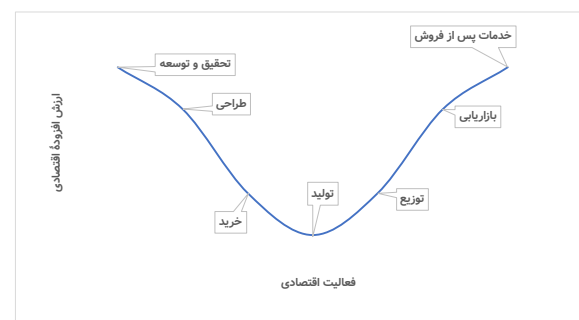 خدمات پس از فروش
تحقیق و توسعه
طراحی
بازاریابی
ارزش افزودهٔ اقتصادی
تولید
توزیع
خرید
فعالیت اقتصادی